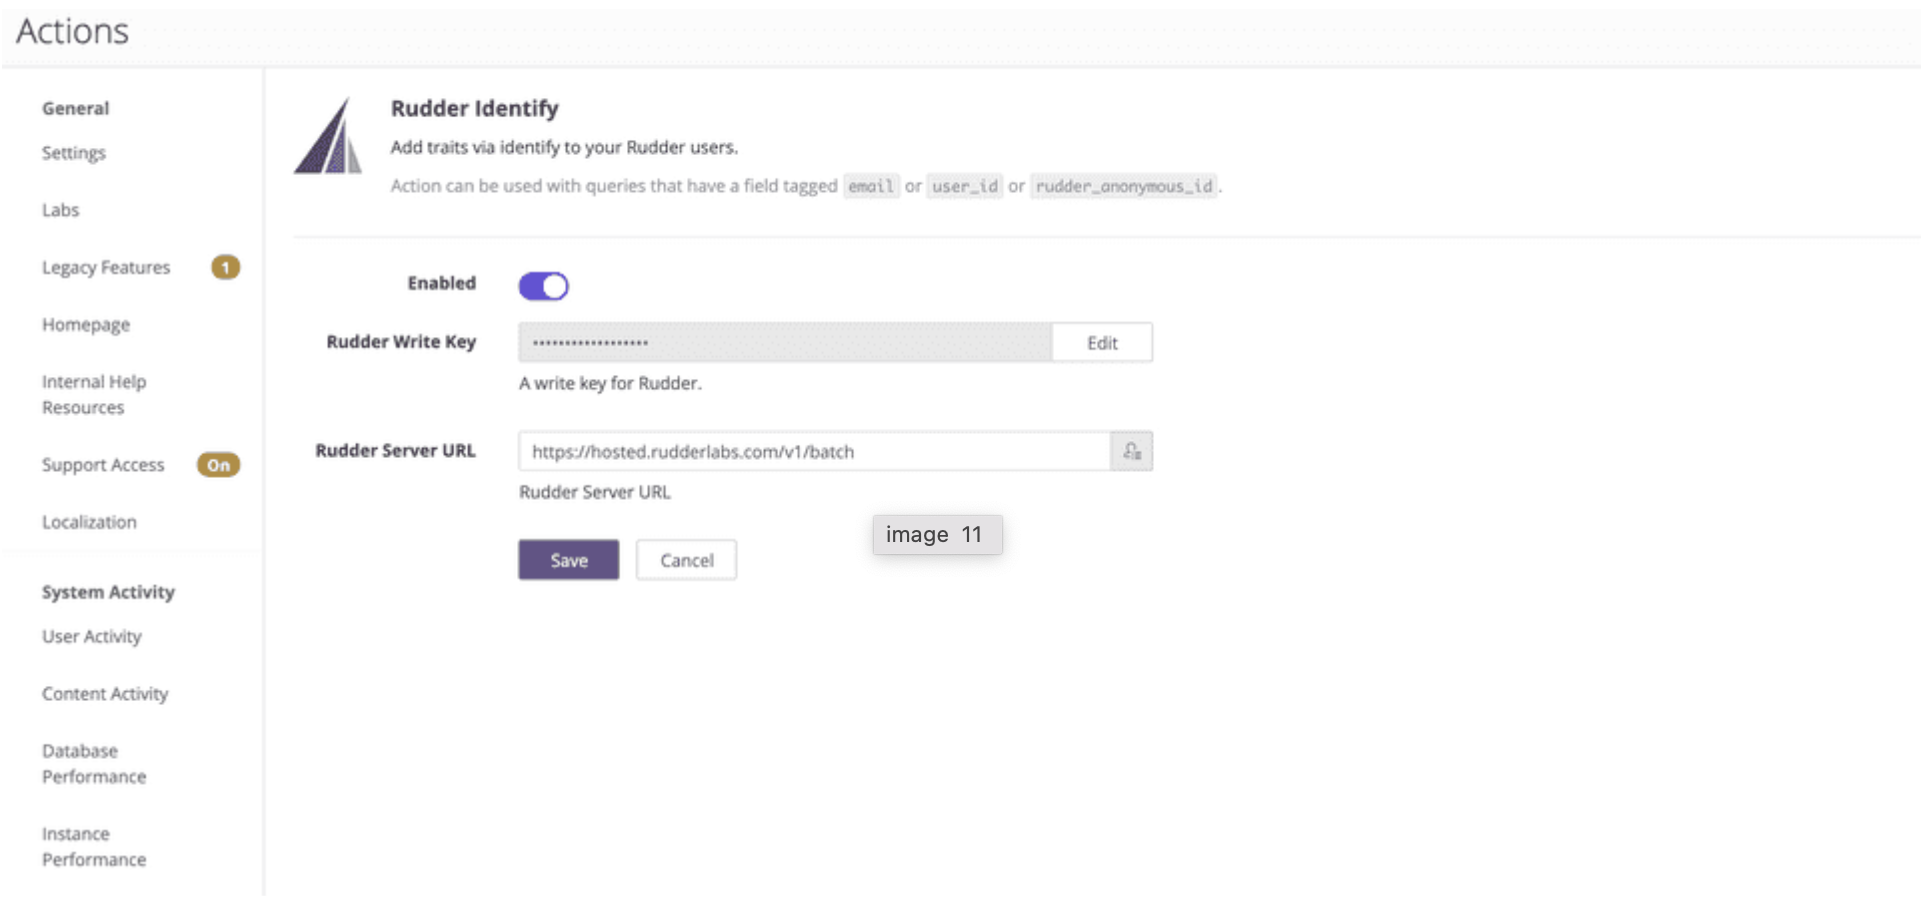 Actions
General
Settings
Labs
Legacy Features 1
Homepage
Internal Help
Resources
Support Access On
Localization
System Activity
User Activity
Content Activity
Database
Performance
Instance
Performance
Rudder Identify
Add traits via identify to your Rudder users.
Action can be used with queries that have a field tagged email or user_id or rudder_anonymous_id.
Enabled
Rudder Write Key •••••••••••••••••• Edit
A write key for Rudder.
Rudder Server URL https://hosted.rudderlabs.com/v1/batch
Rudder Server URL
image 11
Save Cancel